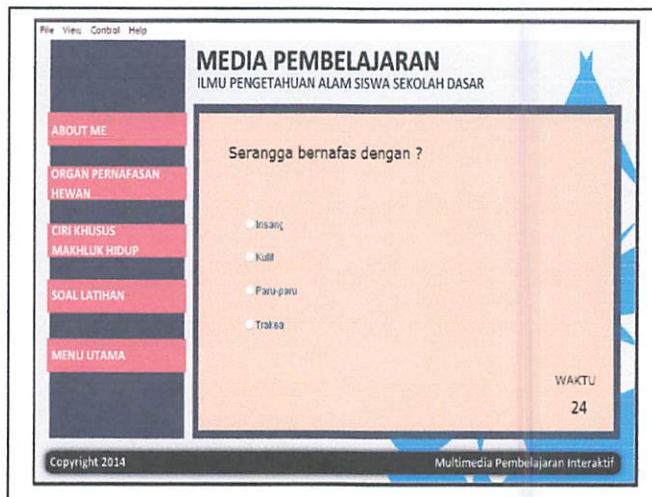 File View Control Help
MEDIA PEMBELAJARAN
ILMU PENGETAHUAN ALAM SISWA SEKOLAH DASAR
ABOUT ME
ORGAN PERNAFASAN
HEWAN
CIRI KHUSUS
MAKHLUK HIDUP
SOAL LATIHAN
MENU UTAMA
Serangga bernafas dengan ?
Insang
Kulit
Paru-paru
Trakea
WAKTU
24
Copyright 2014
Multimedia Pembelajaran Interaktif